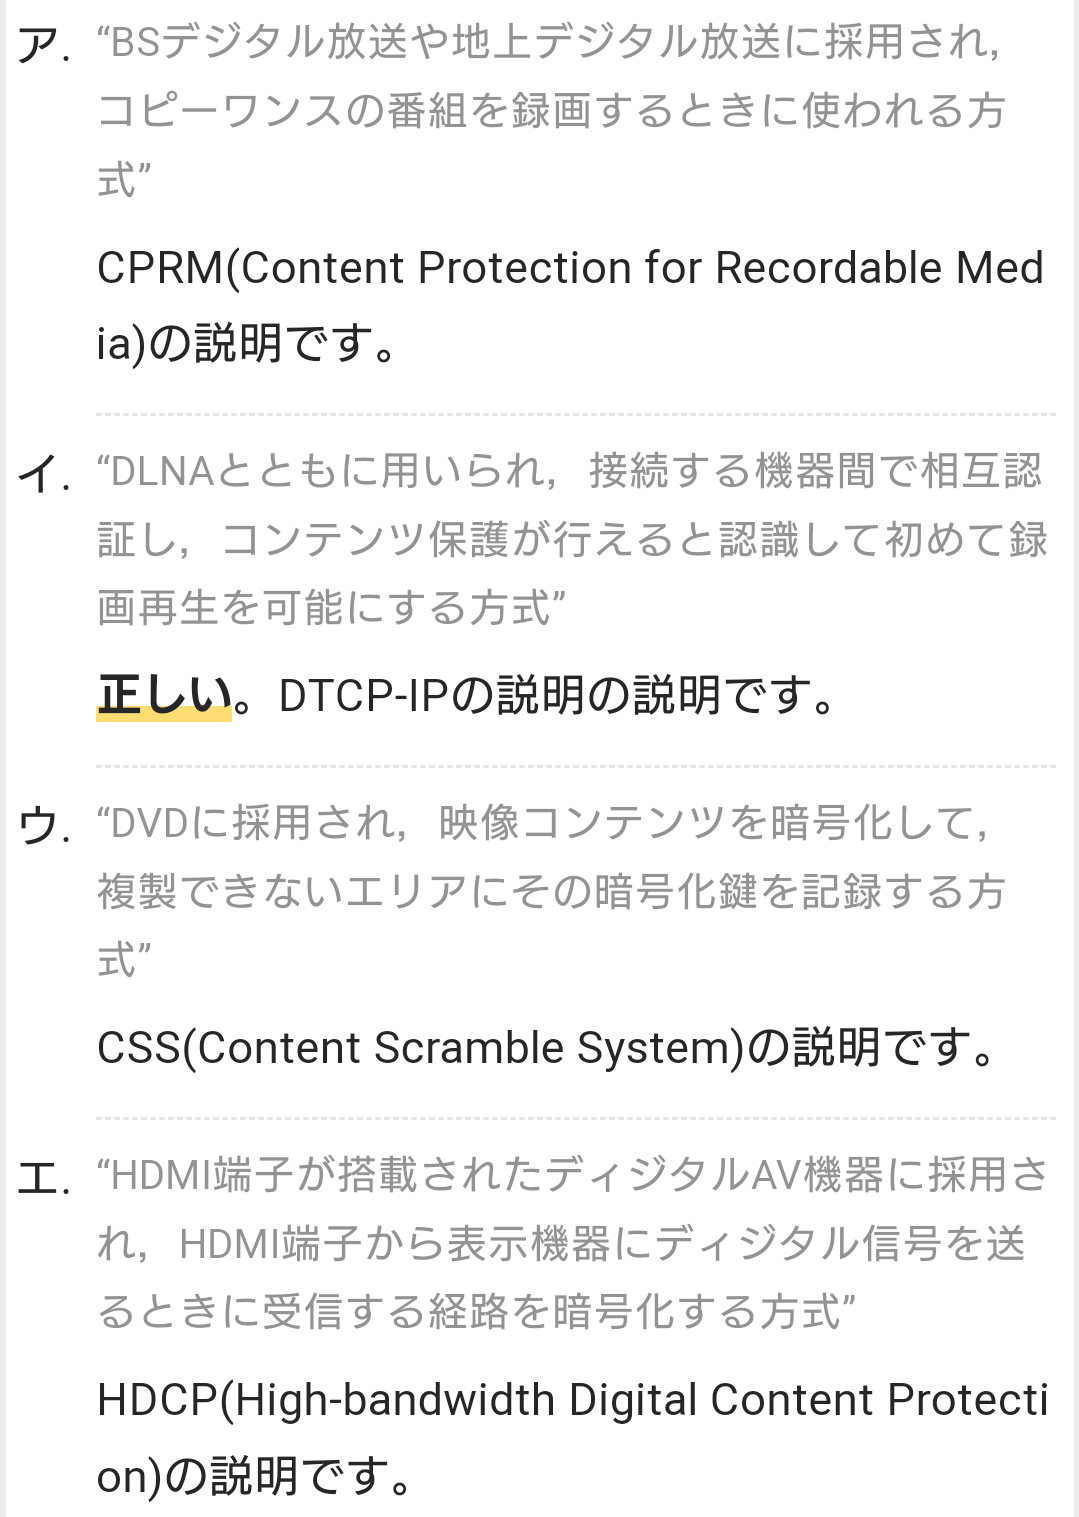 ア. “BSデジタル放送や地上デジタル放送に採用され，
コピーワンスの番組を録画するときに使われる方
式”
CPRM(Content Protection for Recordable Med
ia)の説明です。
イ. “DLNAとともに用いられ，接続する機器間で相互認
証し，コンテンツ保護が行えると認識して初めて録
画再生を可能にする方式”
正しい。DTCP-IPの説明の説明です。
ウ. “DVDに採用され，映像コンテンツを暗号化して，
複製できないエリアにその暗号化鍵を記録する方
式”
CSS(Content Scramble System)の説明です。
エ. “HDMI端子が搭載されたディジタルAV機器に採用さ
れ，HDMI端子から表示機器にディジタル信号を送
るときに受信する経路を暗号化する方式”
HDCP(High-bandwidth Digital Content Protecti
on)の説明です。